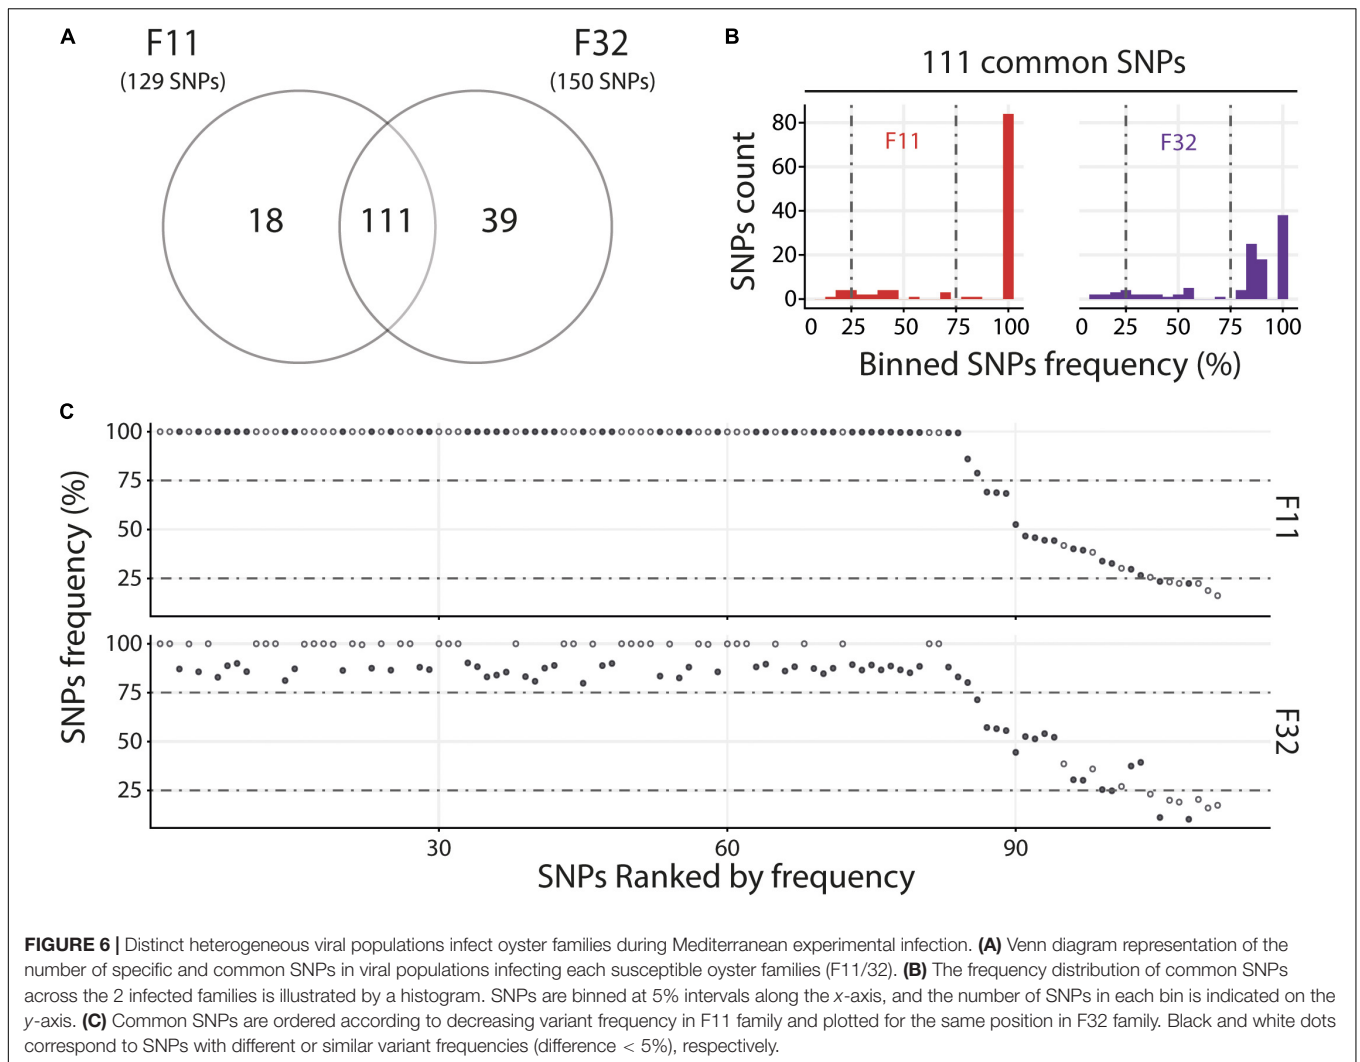 A
F11
(129 SNPs)
F32
(150 SNPs)
18
111
39
B
111 common SNPs
SNPs count
80
60
40
20
0
F11
F32
0 25 50 75 100
0 25 50 75 100
Binned SNPs frequency (%)
C
SNPs frequency (%)
100
75
50
25
F11
100
75
50
25
F32
30 60 90
SNPs Ranked by frequency
FIGURE 6 | Distinct heterogeneous viral populations infect oyster families during Mediterranean experimental infection. (A) Venn diagram representation of the
number of specific and common SNPs in viral populations infecting each susceptible oyster families (F11/32). (B) The frequency distribution of common SNPs
across the 2 infected families is illustrated by a histogram. SNPs are binned at 5% intervals along the x-axis, and the number of SNPs in each bin is indicated on the
y-axis. (C) Common SNPs are ordered according to decreasing variant frequency in F11 family and plotted for the same position in F32 family. Black and white dots
correspond to SNPs with different or similar variant frequencies (difference < 5%), respectively.